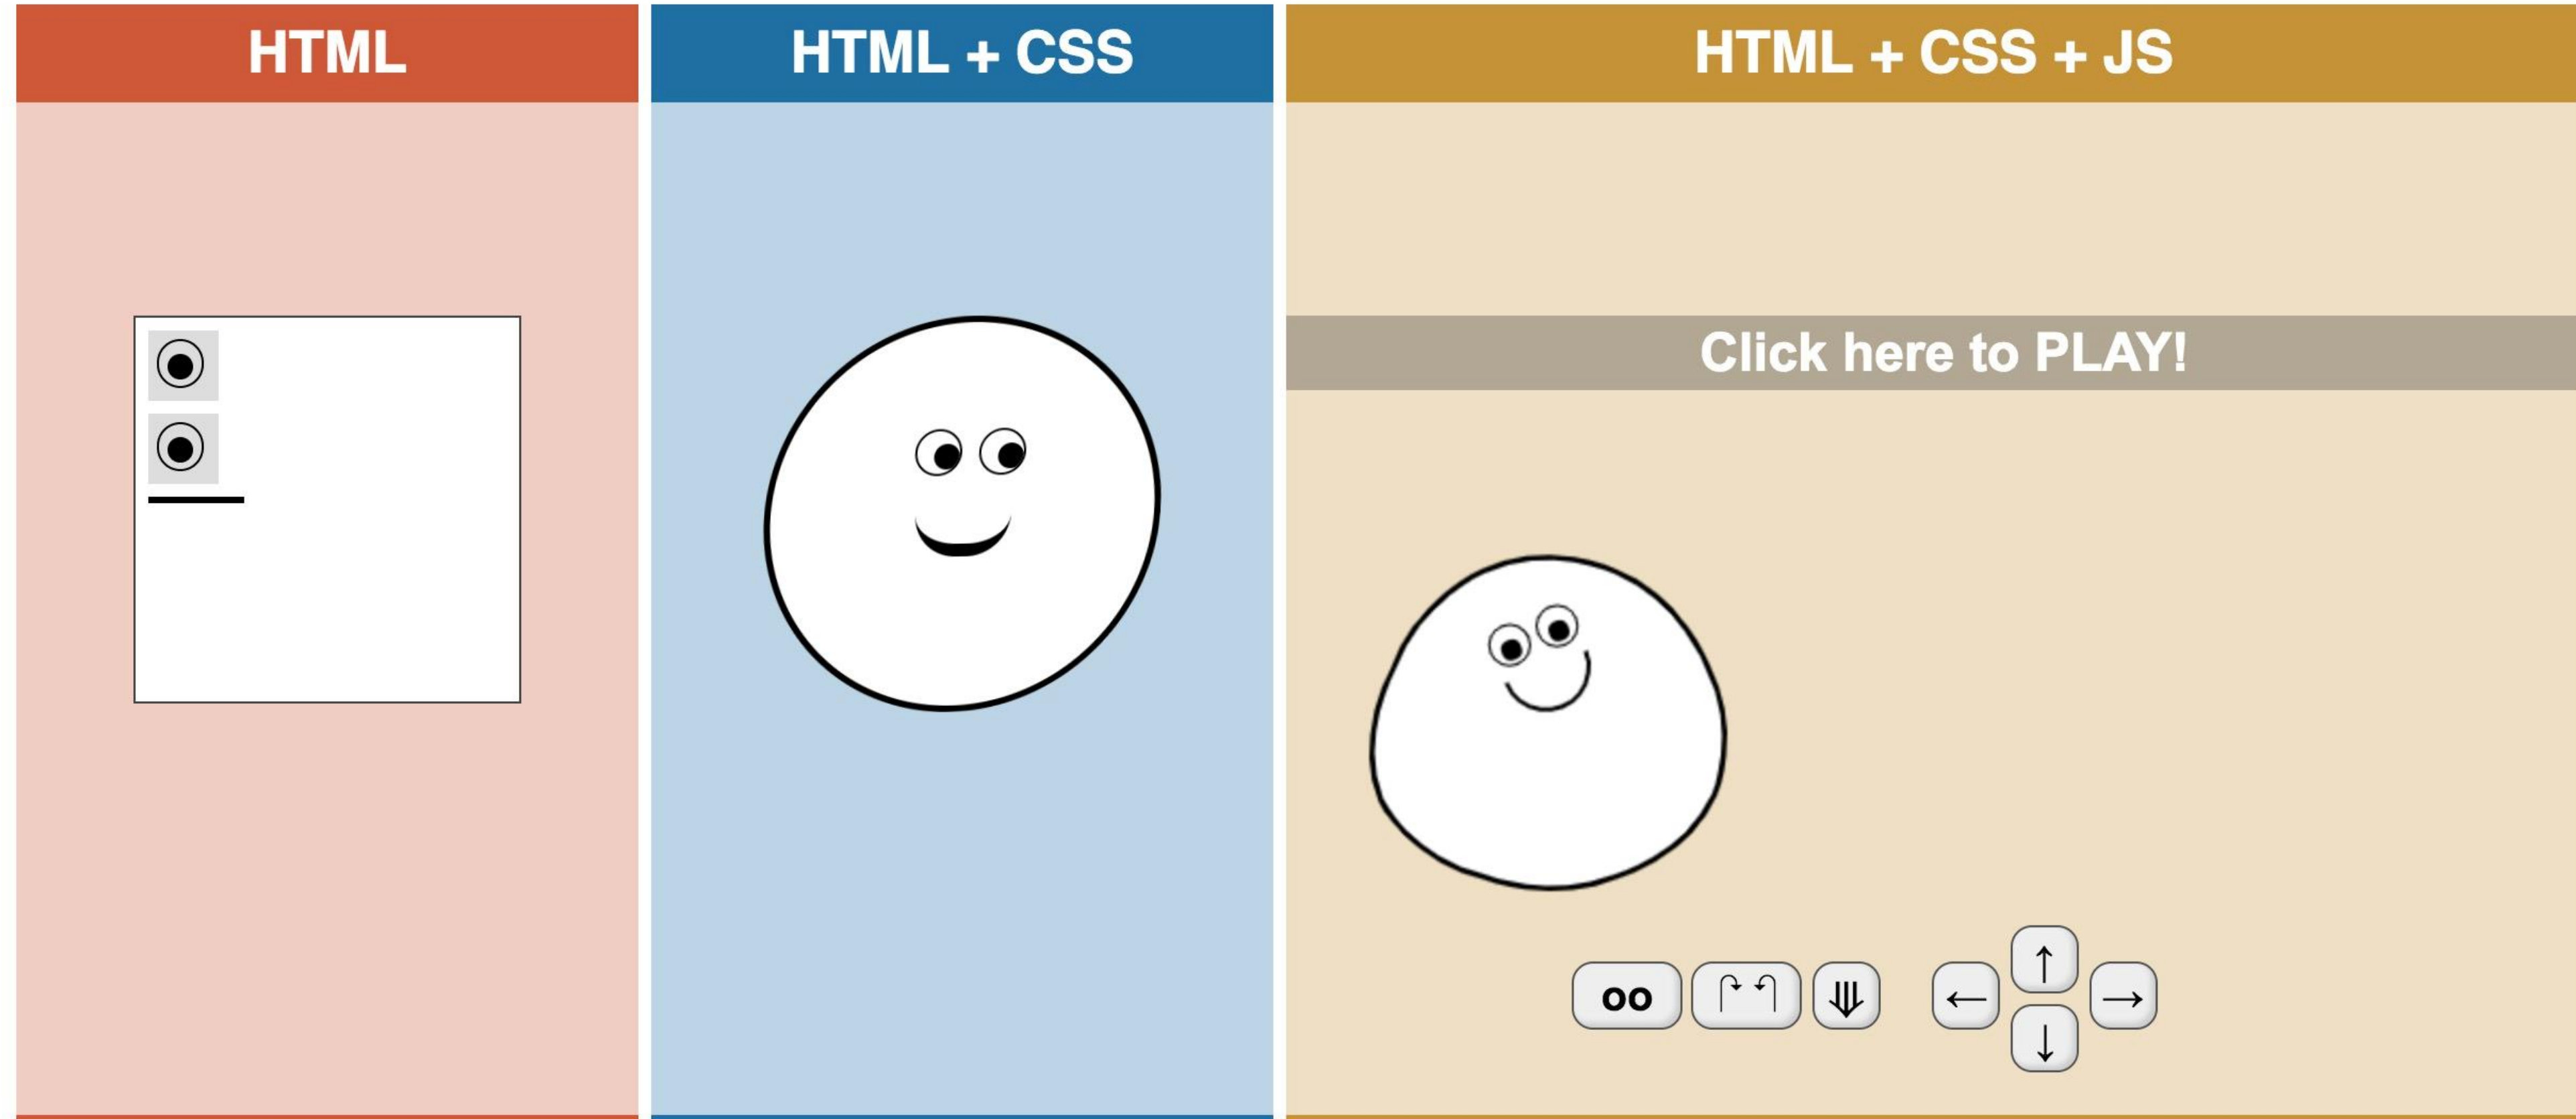 HTML
HTML + CSS
HTML + CSS + JS
Click here to PLAY!
oo
↑
← →
↓